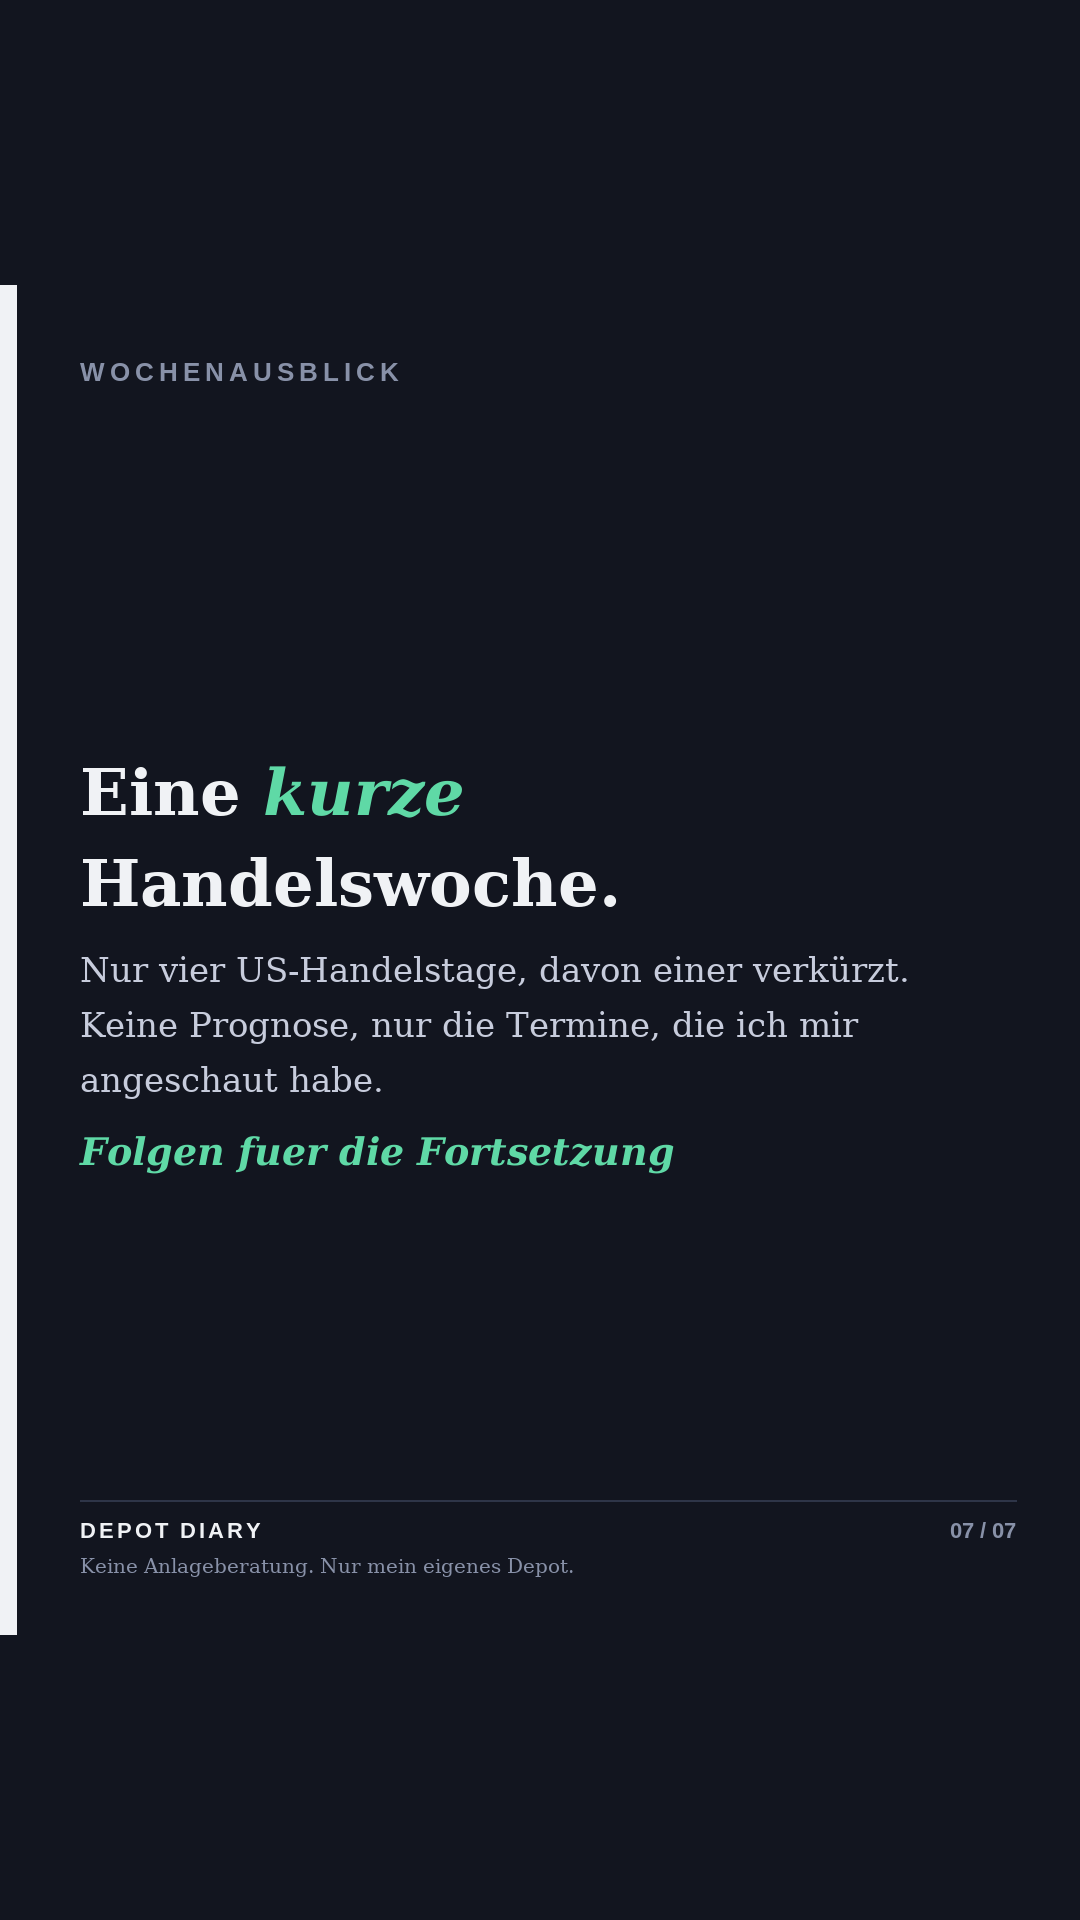 WOCHENAUSBLICK
Eine kurze
Handelswoche.
Nur vier US-Handelstage, davon einer verkürzt.
Keine Prognose, nur die Termine, die ich mir
angeschaut habe.
Folgen fuer die Fortsetzung
DEPOT DIARY
07 / 07
Keine Anlageberatung. Nur mein eigenes Depot.